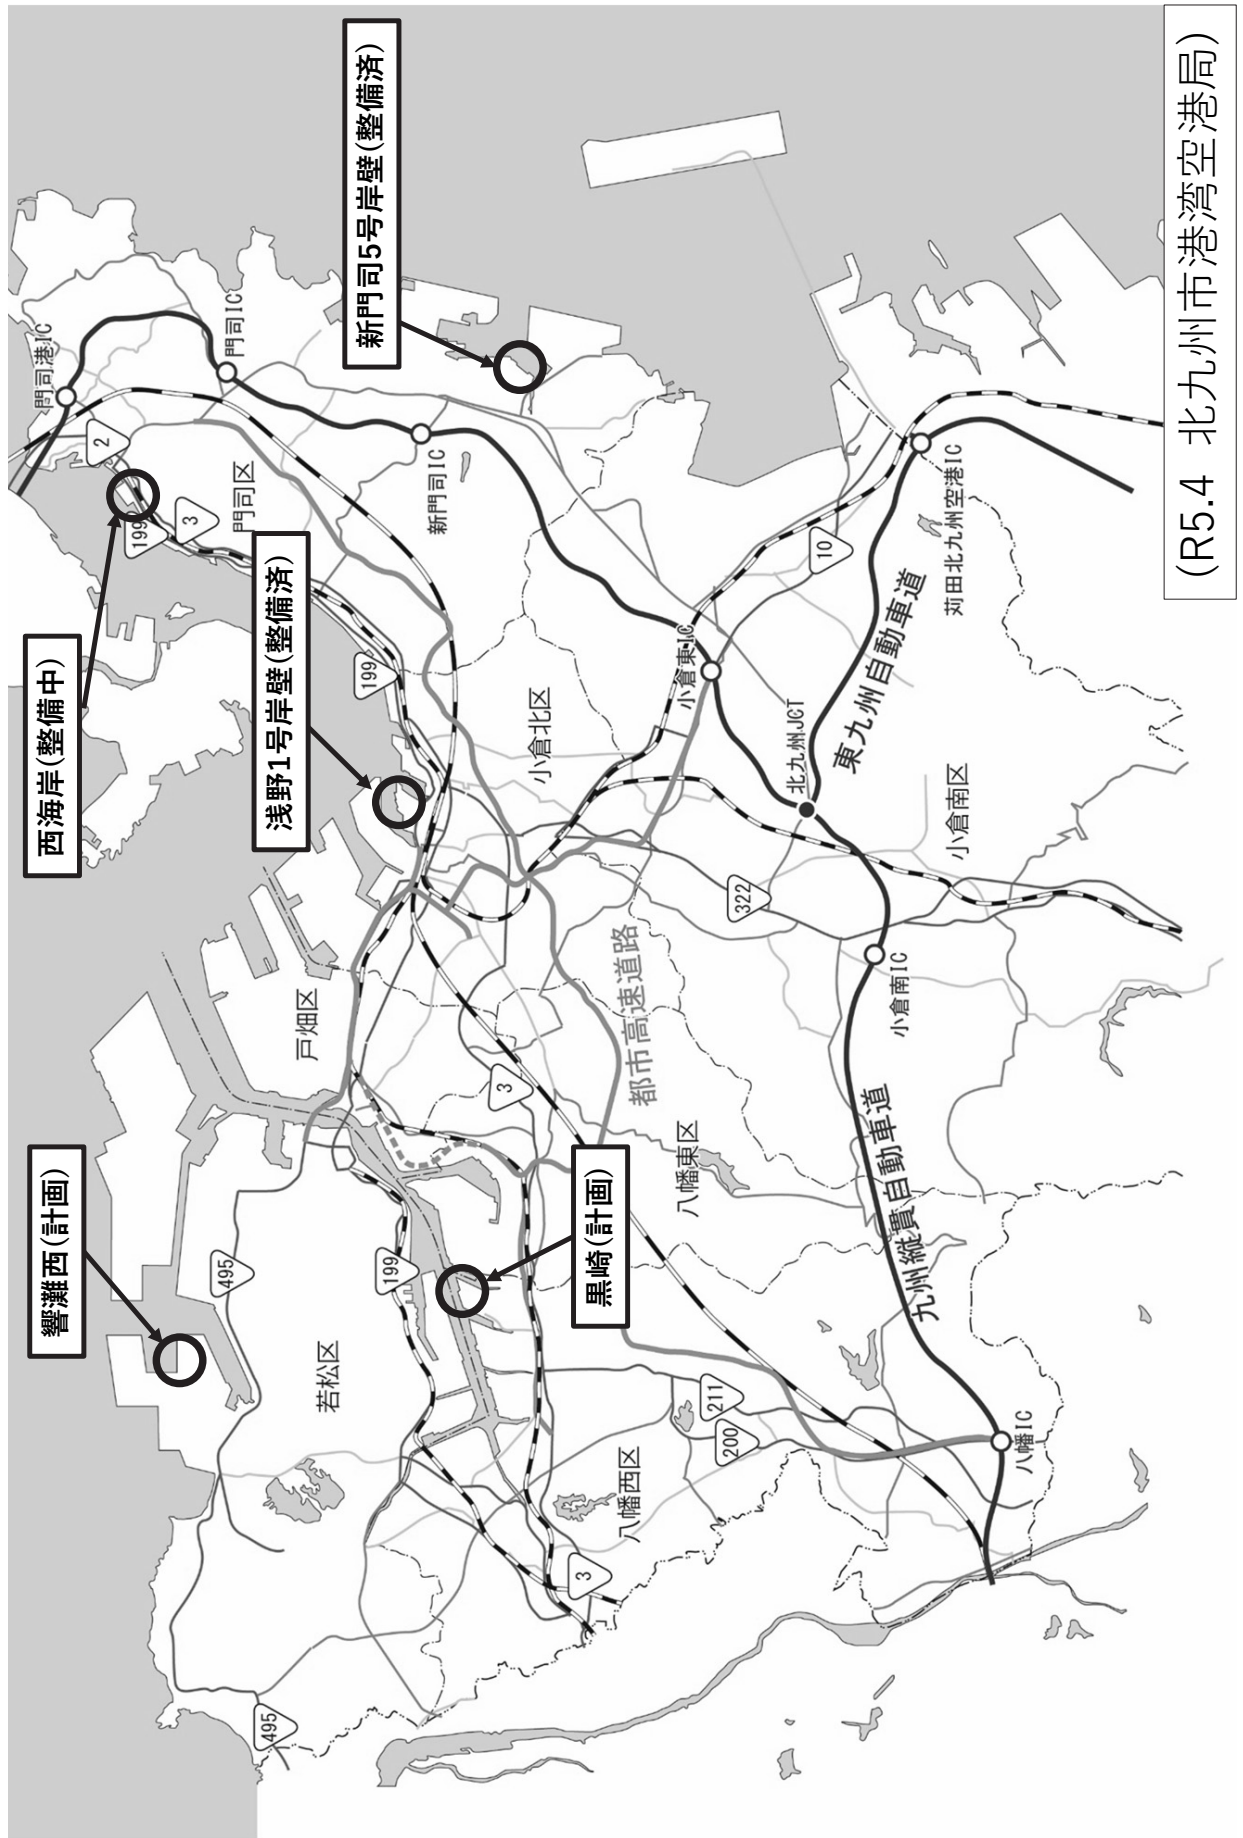 響灘西(計画)
西海岸(整備中)
浅野1号岸壁(整備済)
新門司5号岸壁(整備済)
黒崎(計画)
門司港IC
門司IC
新門司IC
2
199
3
門司区
199
小倉北区
小倉東IC
10
苅田北九州空港IC
東九州自動車道
北九州JCT
小倉南区
322
小倉南IC
戸畑区
都市高速道路
3
八幡東区
九州縦貫自動車道
495
199
若松区
211
200
八幡西区
八幡IC
3
495
(R5.4 北九州市港湾空港局)